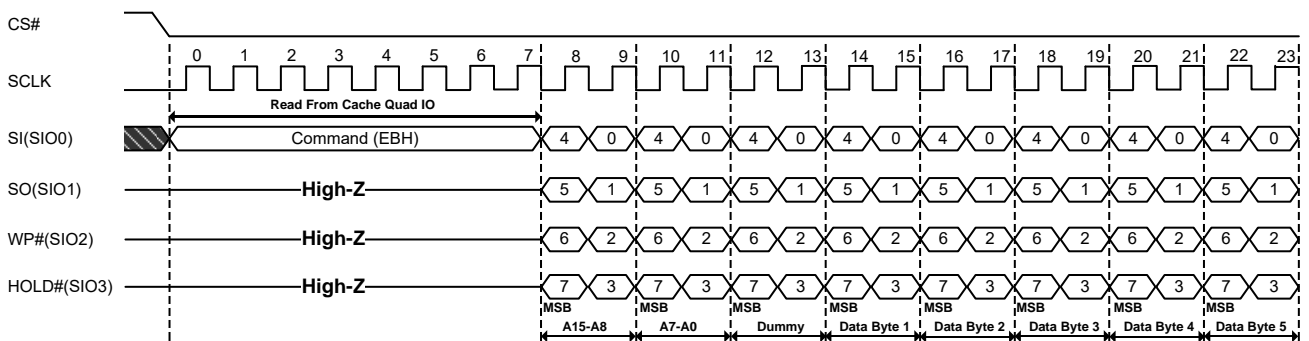 CS#
0 1 2 3 4 5 6 7 8 9 10 11 12 13 14 15 16 17 18 19 20 21 22 23
SCLK
Read From Cache Quad IO
SI(SIO0) Command (EBH) 4 0 4 0 4 0 4 0 4 0 4 0 4 0 4 0
SO(SIO1) High-Z 5 1 5 1 5 1 5 1 5 1 5 1 5 1 5 1
WP#(SIO2) High-Z 6 2 6 2 6 2 6 2 6 2 6 2 6 2 6 2
HOLD#(SIO3) High-Z 7 3 7 3 7 3 7 3 7 3 7 3 7 3 7 3
MSB MSB MSB MSB MSB MSB MSB MSB
A15-A8 A7-A0 Dummy Data Byte 1 Data Byte 2 Data Byte 3 Data Byte 4 Data Byte 5